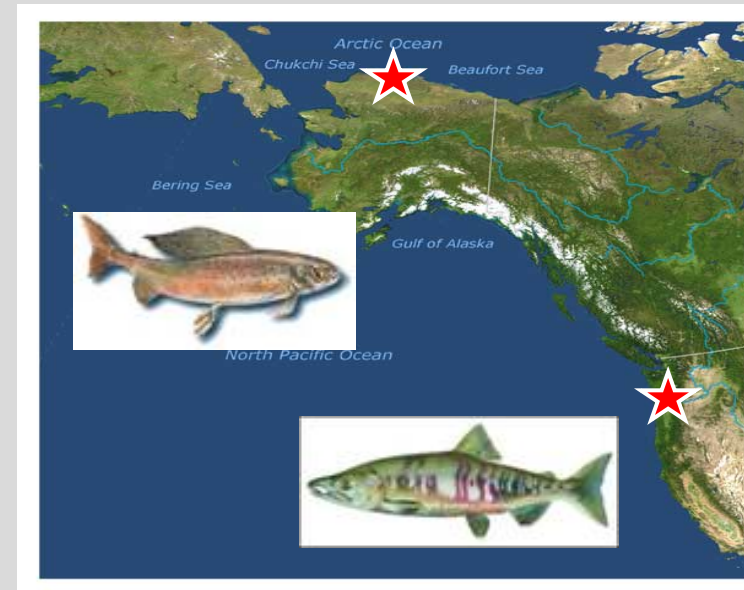 Arctic Ocean
Chukchi Sea
Beaufort Sea
Bering Sea
Gulf of Alaska
North Pacific Ocean